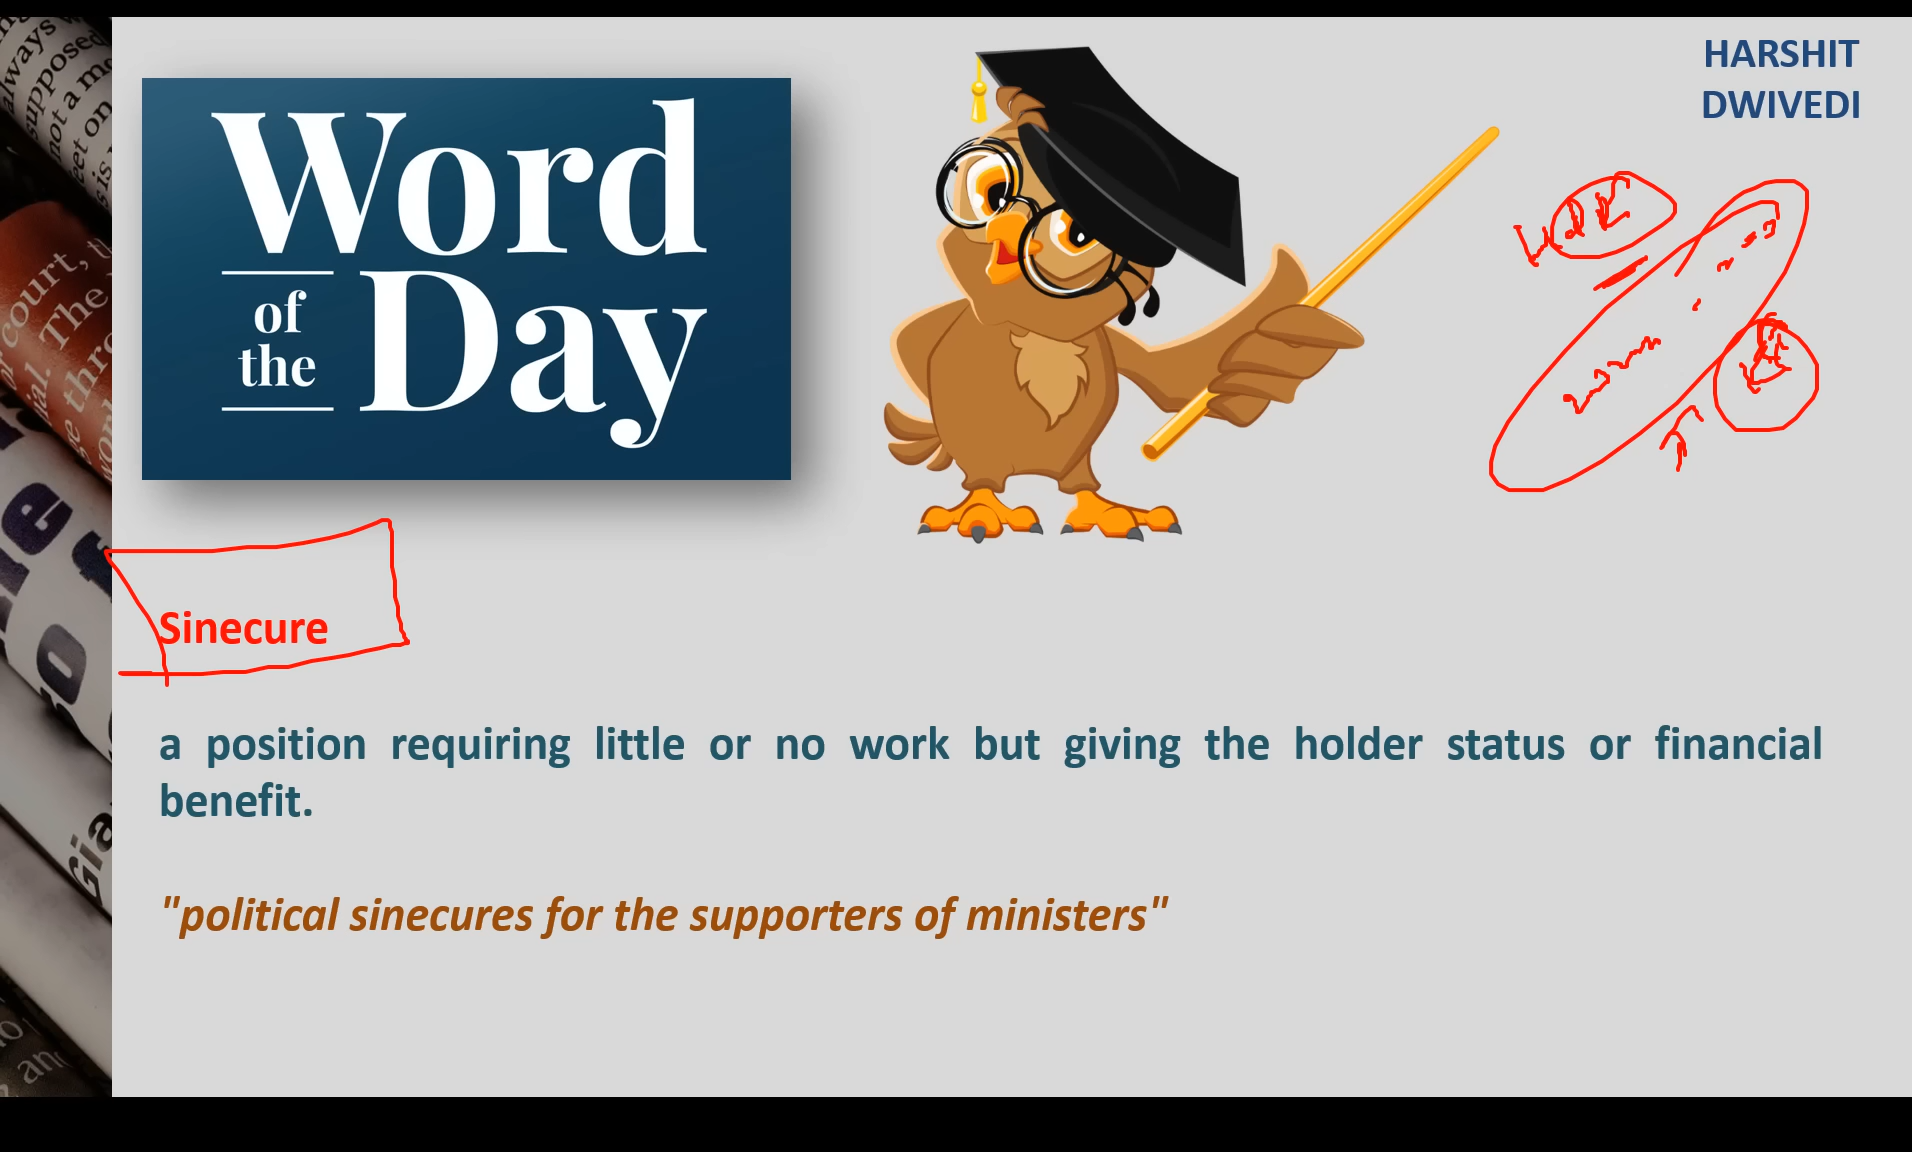 Word
of
the
Day
HARSHIT
DWIVEDI
Sinecure
a position requiring little or no work but giving the holder status or financial
benefit.
"political sinecures for the supporters of ministers"